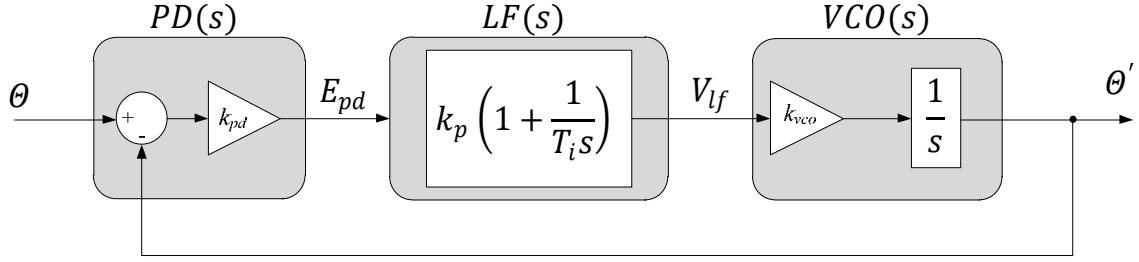 PD(s) LF(s) VCO(s)
Θ + - k_pd E_pd k_p (1 + 1/(T_i s)) V_lf k_vco 1/s Θ'